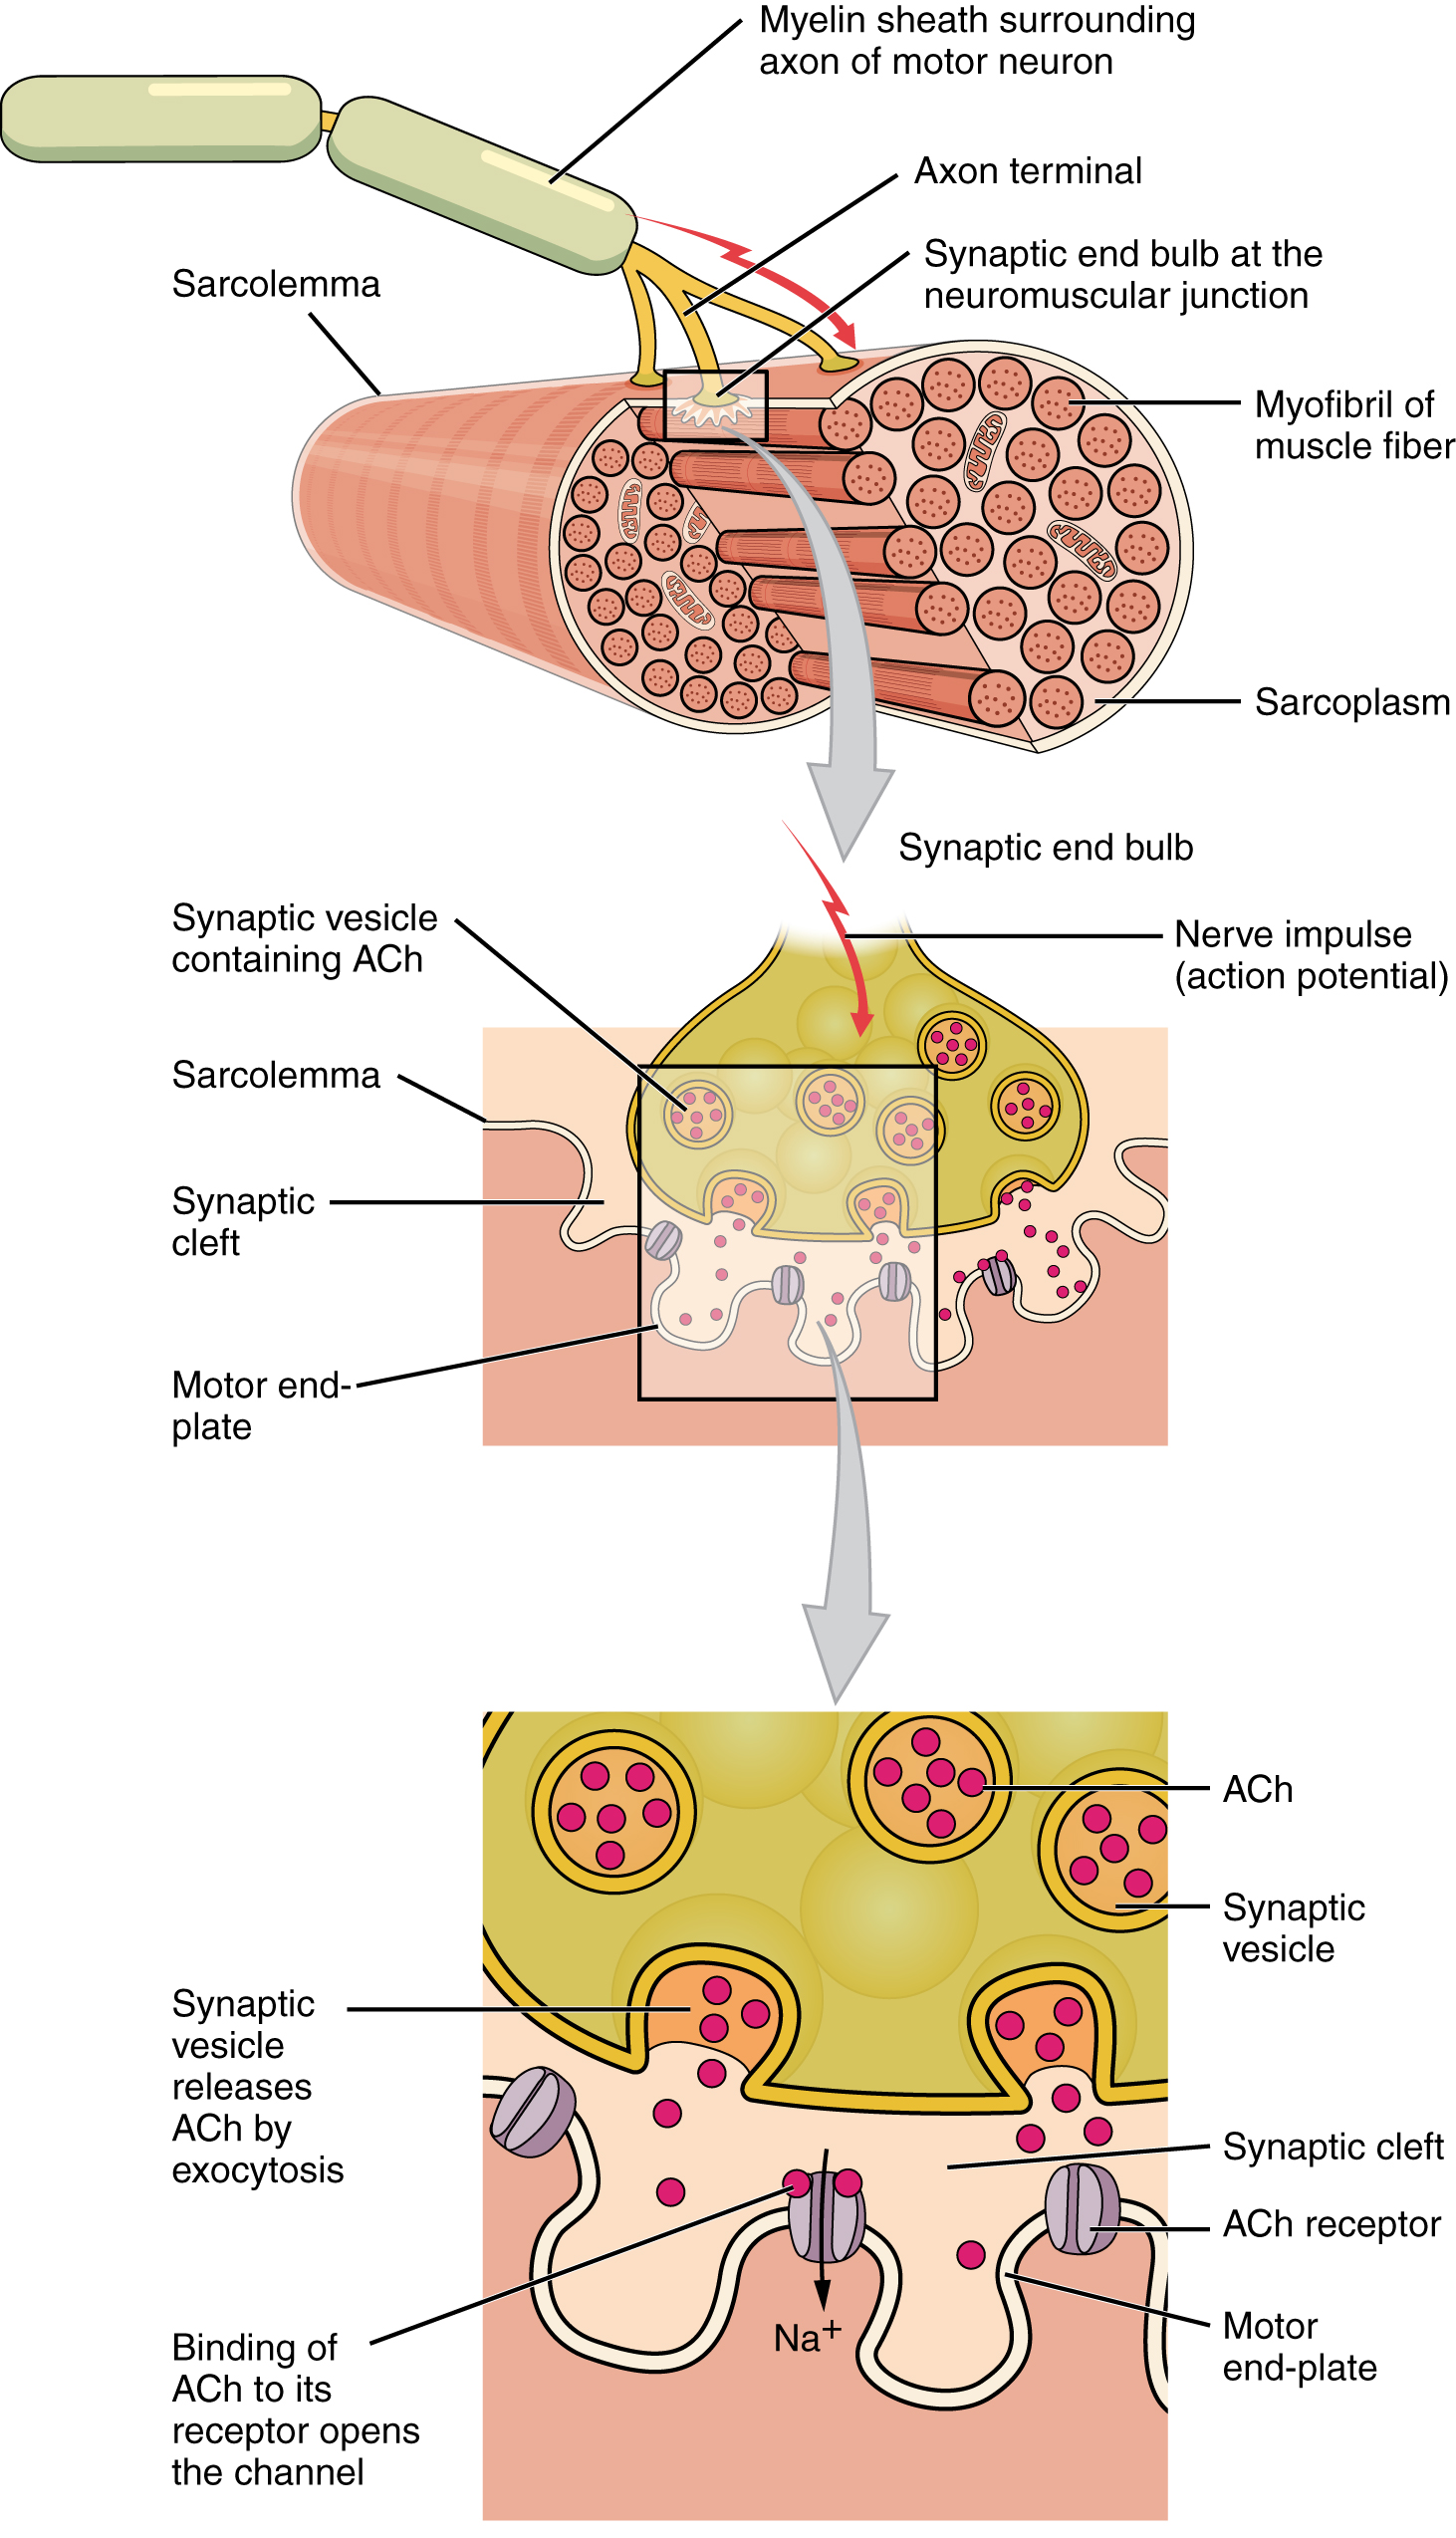 Myelin sheath surrounding
axon of motor neuron
Axon terminal
Synaptic end bulb at the
neuromuscular junction
Sarcolemma
Myofibril of
muscle fiber
Sarcoplasm
Synaptic end bulb
Synaptic vesicle
containing ACh
Nerve impulse
(action potential)
Sarcolemma
Synaptic
cleft
Motor end-
plate
ACh
Synaptic
vesicle
Synaptic
vesicle
releases
ACh by
exocytosis
Synaptic cleft
ACh receptor
Na+
Motor
end-plate
Binding of
ACh to its
receptor opens
the channel